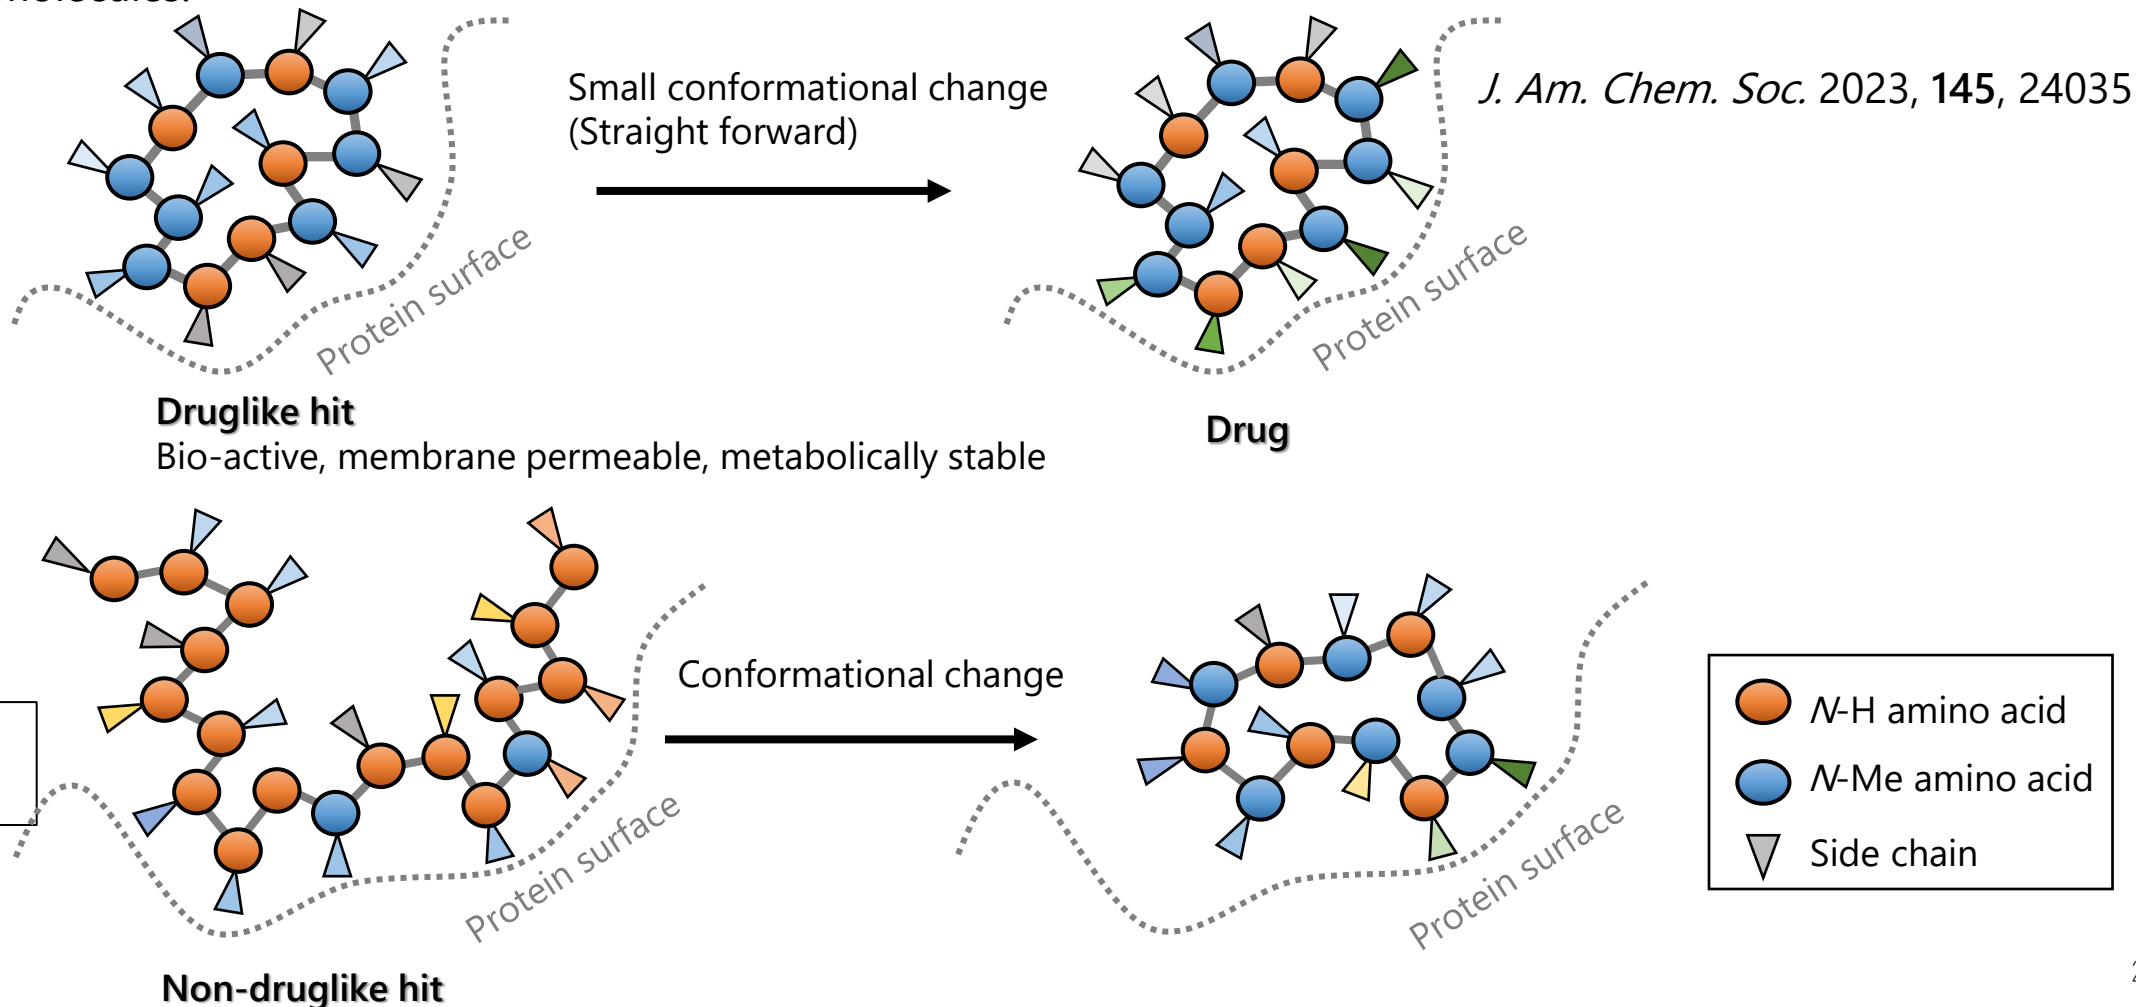 molecules.
Small conformational change
(Straight forward)
J. Am. Chem. Soc. 2023, 145, 24035
Protein surface
Protein surface
Druglike hit
Bio-active, membrane permeable, metabolically stable
Drug
Conformational change
N-H amino acid
N-Me amino acid
Side chain
Protein surface
Protein surface
Non-druglike hit